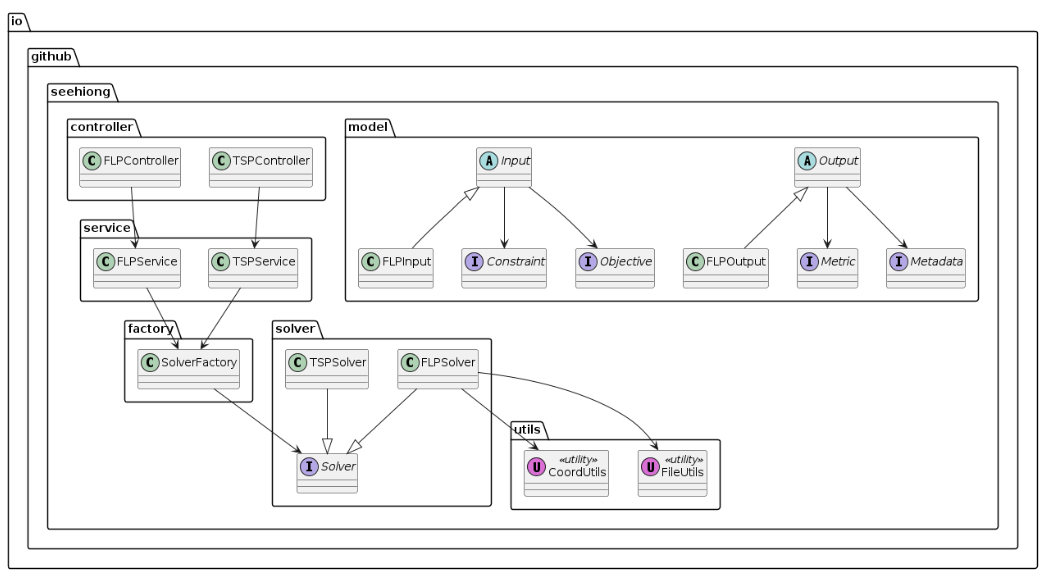 io
github
seehiong
controller
model
C FLPController
C TSPController
A Input
A Output
service
C FLPService
C TSPService
C FLPInput
I Constraint
I Objective
C FLPOutput
I Metric
I Metadata
factory
solver
C SolverFactory
C TSPSolver
C FLPSolver
utils
I Solver
U «utility»
CoordUtils
U «utility»
FileUtils